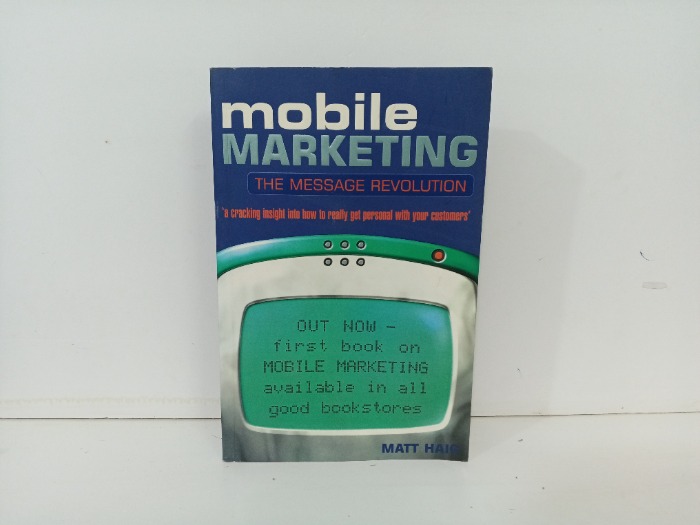 mobile
MARKETING
THE MESSAGE REVOLUTION
'a cracking insight into how to really get personal with your customers'
OUT NOW –
first book on
MOBILE MARKETING
available in all
good bookstores
MATT HAIG